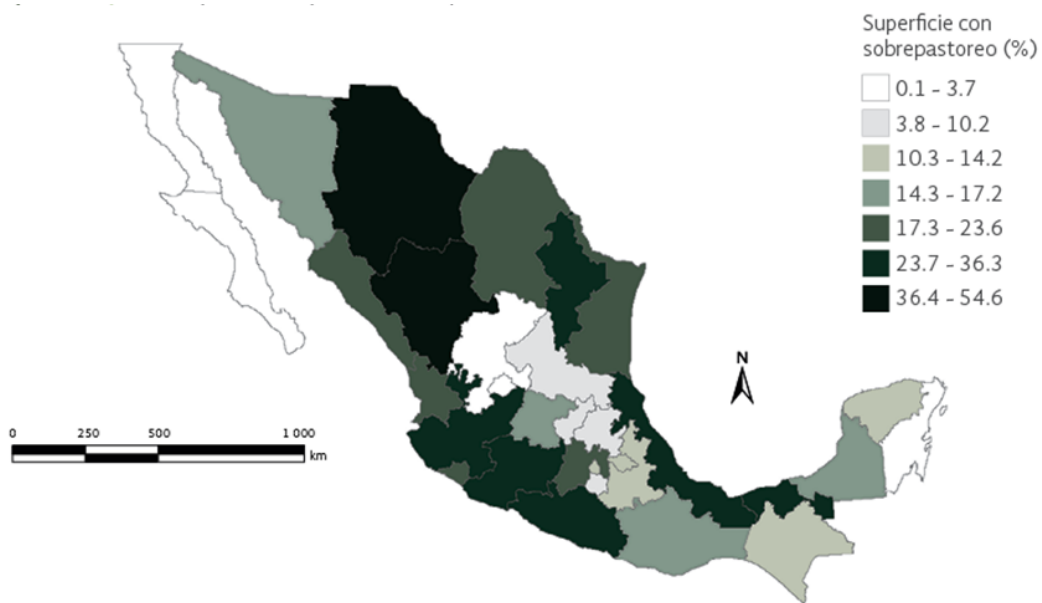 Superficie con
sobrepastoreo (%)
0.1 - 3.7
3.8 - 10.2
10.3 - 14.2
14.3 - 17.2
17.3 - 23.6
23.7 - 36.3
36.4 - 54.6
N
0 250 500 1 000
km